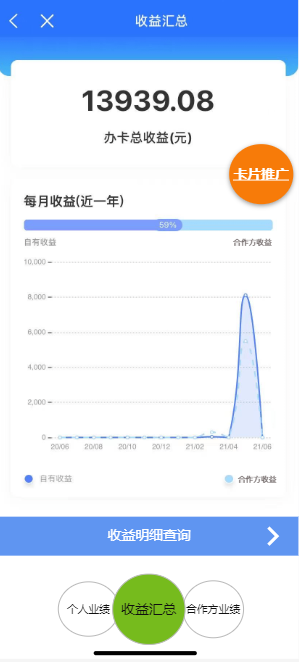 收益汇总
13939.08
办卡总收益(元)
卡片推广
每月收益(近一年)
59%
自有收益 合作方收益
10,000
8,000
6,000
4,000
2,000
0
20/06 20/08 20/10 20/12 21/02 21/04 21/06
自有收益 合作方收益
收益明细查询
个人业绩 收益汇总 合作方业绩